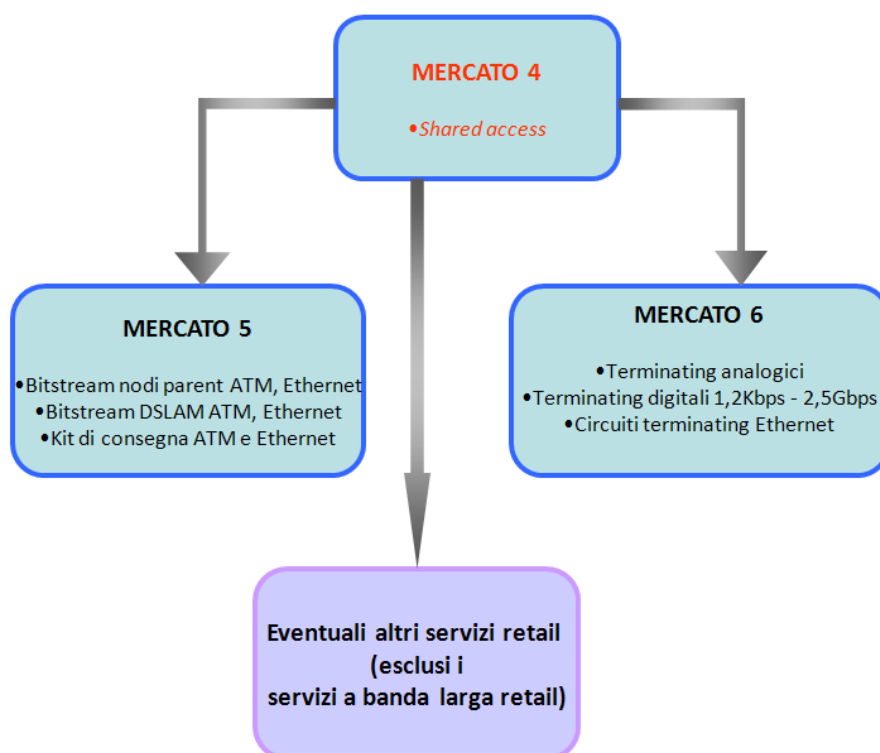 MERCATO 4
•Shared access
MERCATO 5
•Bitstream nodi parent ATM, Ethernet
•Bitstream DSLAM ATM, Ethernet
•Kit di consegna ATM e Ethernet
MERCATO 6
•Terminating analogici
•Terminating digitali 1,2Kbps - 2,5Gbps
•Circuiti terminating Ethernet
Eventuali altri servizi retail
(esclusi i
servizi a banda larga retail)